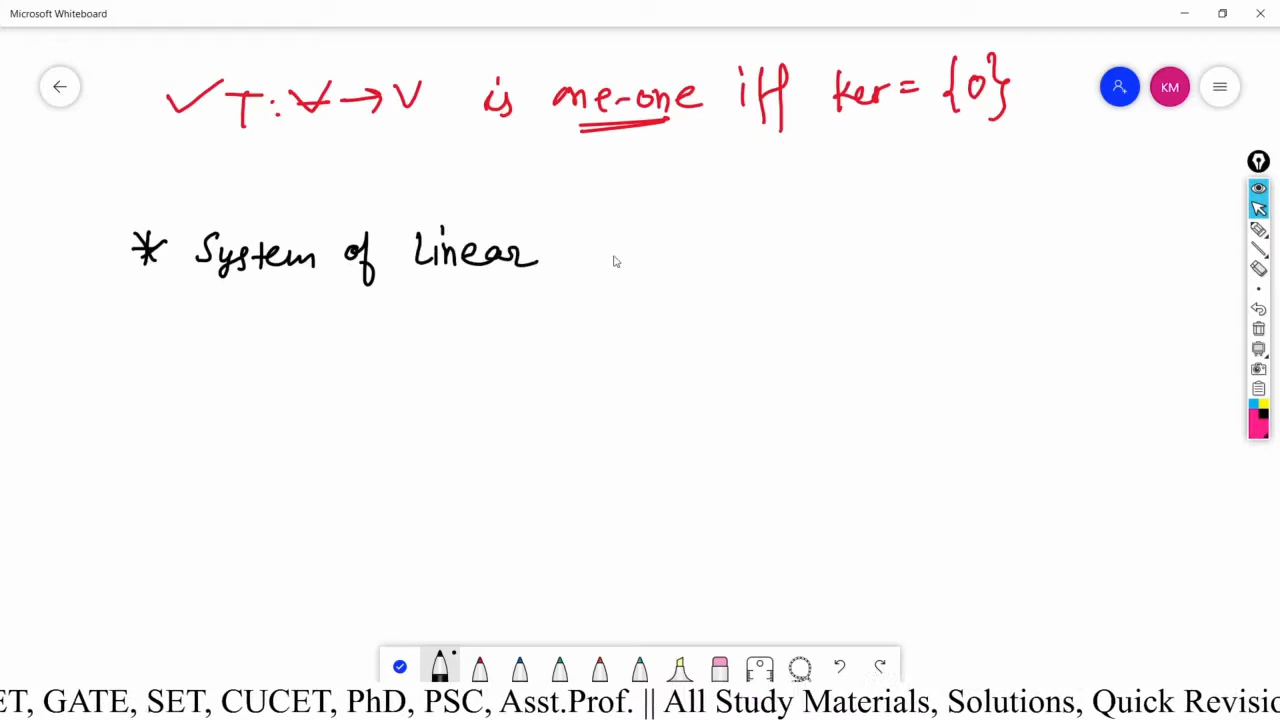 Microsoft Whiteboard
✓ T: V → V is one-one iff ker = {0}
KM
* System of Linear
ET, GATE, SET, CUCET, PhD, PSC, Asst.Prof. || All Study Materials, Solutions, Quick Revisio